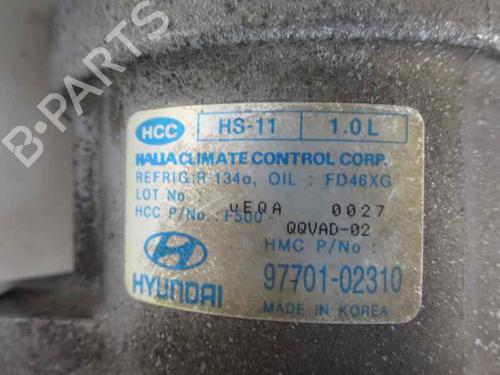 B-PARTS
HCC HS-11 1.0 L
HALLA CLIMATE CONTROL CORP.
REFRIG.: R 134a, OIL : FD46XG
LOT No VEQA 0027
HCC P/No.: F500 QQVAD-02
HMC P/No :
HYUNDAI 97701-02310
MADE IN KOREA